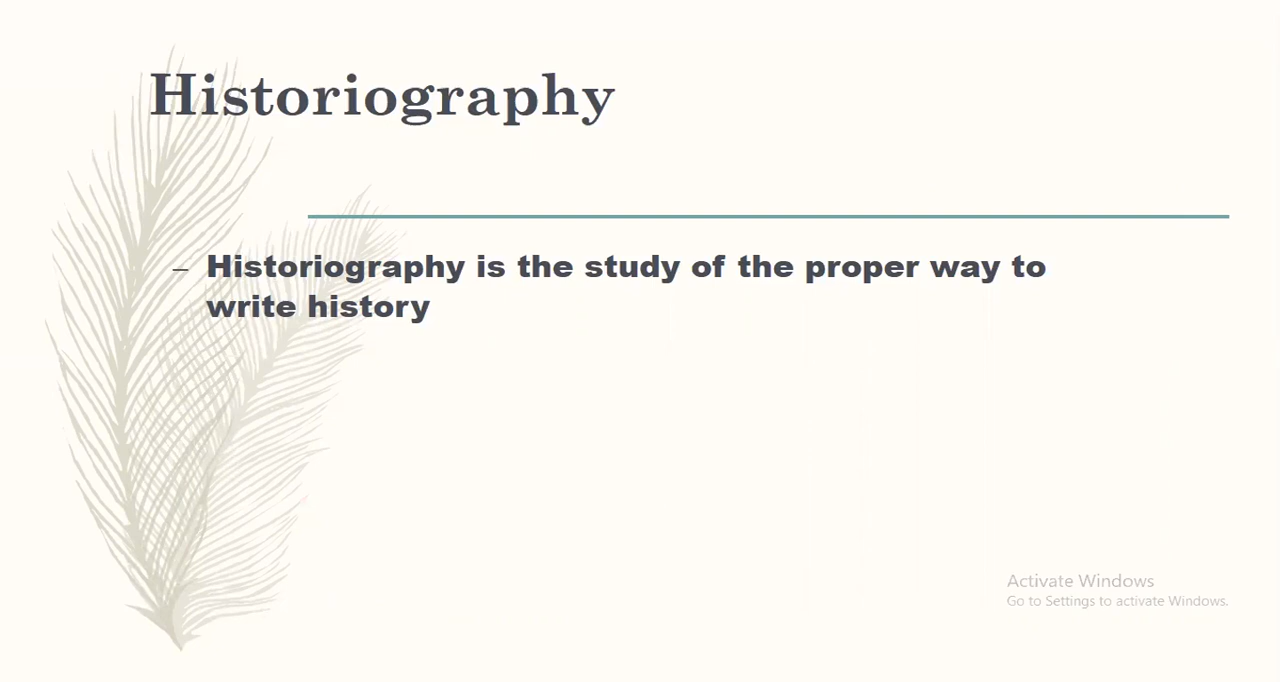 Historiography
– Historiography is the study of the proper way to
write history
Activate Windows
Go to Settings to activate Windows.